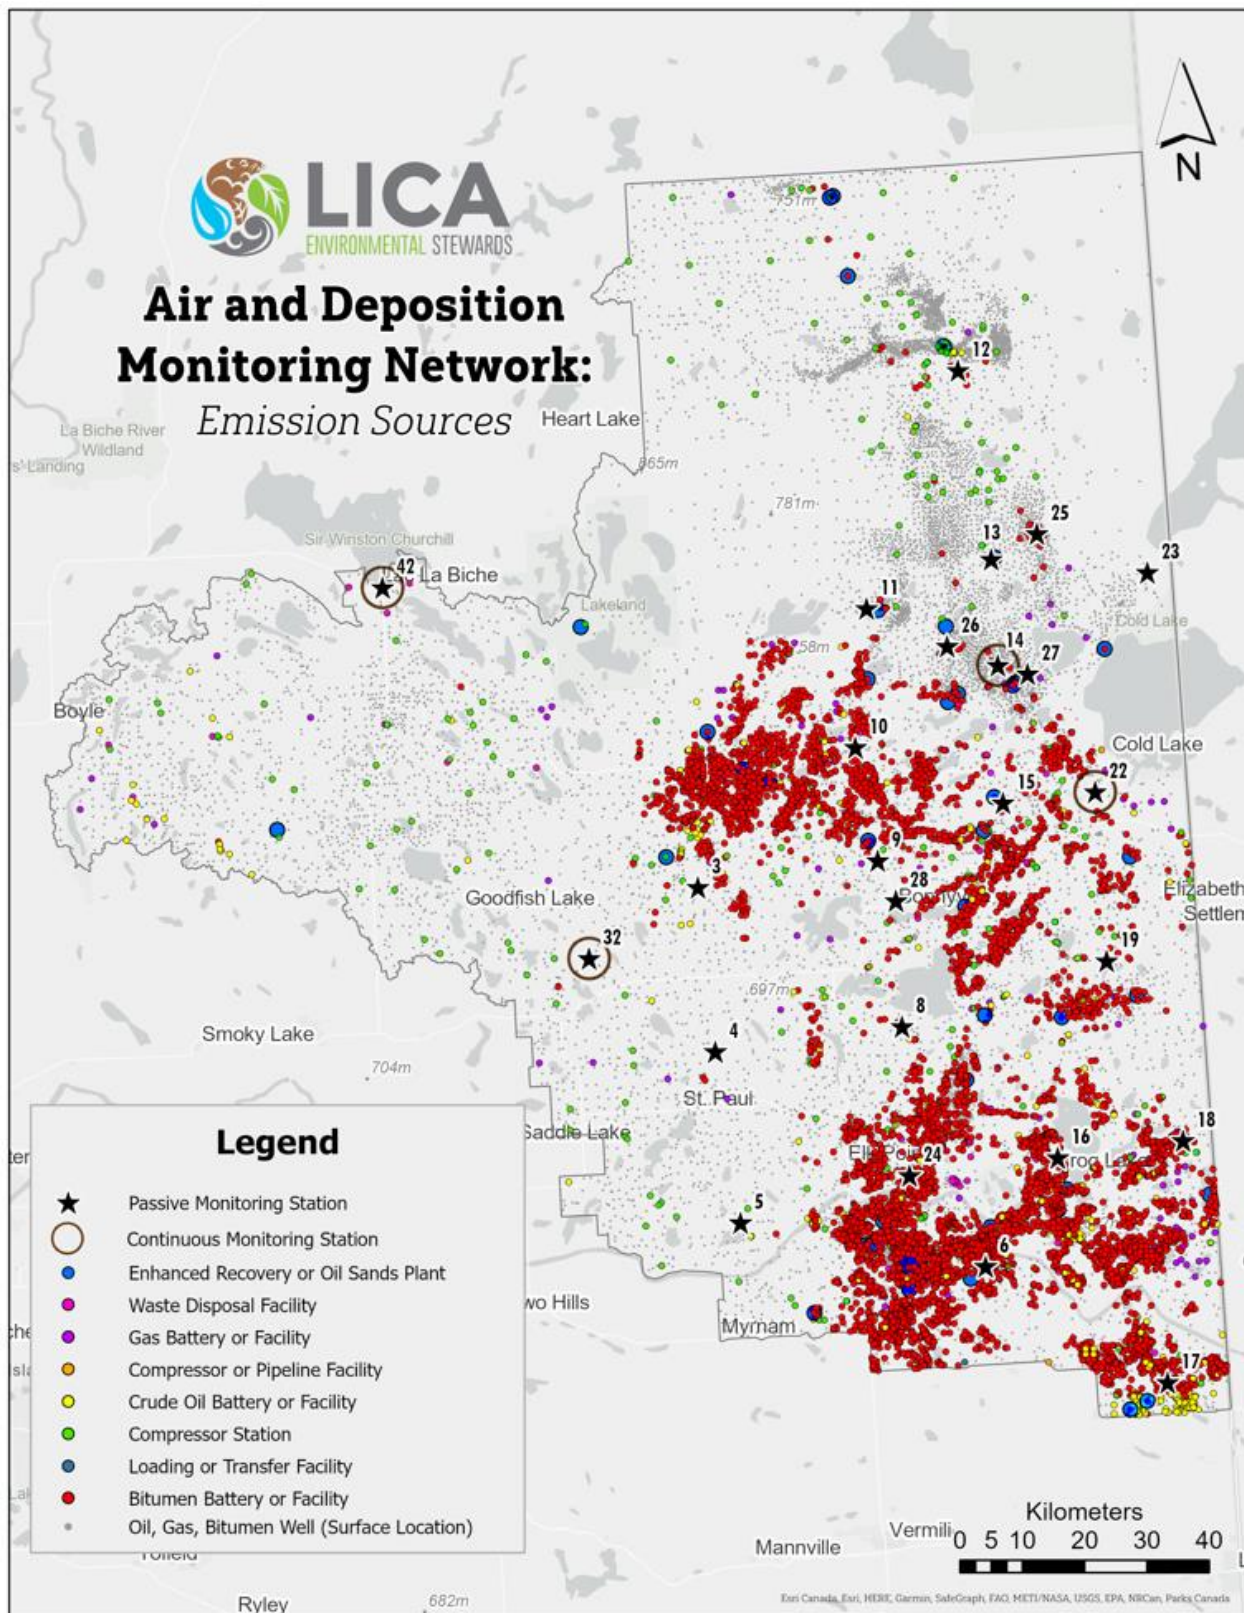 LICA
ENVIRONMENTAL STEWARDS
Air and Deposition
Monitoring Network:
Emission Sources
N
751m
12
Heart Lake
La Biche River
Wildland
s' Landing
865m
781m
25
13
23
Sir Winston Churchill
42
La Biche
11
Lakeland
Cold Lake
26
14
27
58m
Boyle
10
Cold Lake
22
15
9
3
28
Goodfish Lake
Elizabeth
Settlem
32
19
697m
8
Smoky Lake
4
704m
St. Paul
Saddle Lake
18
16
24
5
6
wo Hills
Myrnam
17
Legend
Passive Monitoring Station
Continuous Monitoring Station
Enhanced Recovery or Oil Sands Plant
Waste Disposal Facility
Gas Battery or Facility
Compressor or Pipeline Facility
Crude Oil Battery or Facility
Compressor Station
Loading or Transfer Facility
Bitumen Battery or Facility
Oil, Gas, Bitumen Well (Surface Location)
Kilometers
0 5 10 20 30 40
Vermili
Mannville
Ryley
682m
Esri Canada, Esri, HERE, Garmin, SafeGraph, FAO, METI/NASA, USGS, EPA, NRCan, Parks Canada